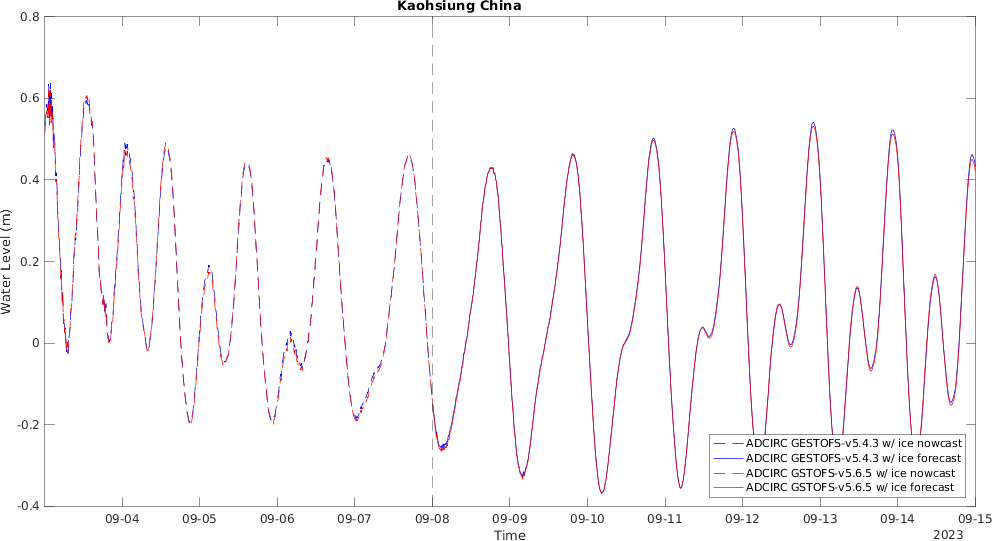 Kaohsiung China
0.8
0.6
0.4
0.2
0
-0.2
-0.4
Water Level (m)
ADCIRC GESTOFS-v5.4.3 w/ ice nowcast
ADCIRC GESTOFS-v5.4.3 w/ ice forecast
ADCIRC GSTOFS-v5.6.5 w/ ice nowcast
ADCIRC GSTOFS-v5.6.5 w/ ice forecast
09-04 09-05 09-06 09-07 09-08 09-09 09-10 09-11 09-12 09-13 09-14 09-15
Time
2023